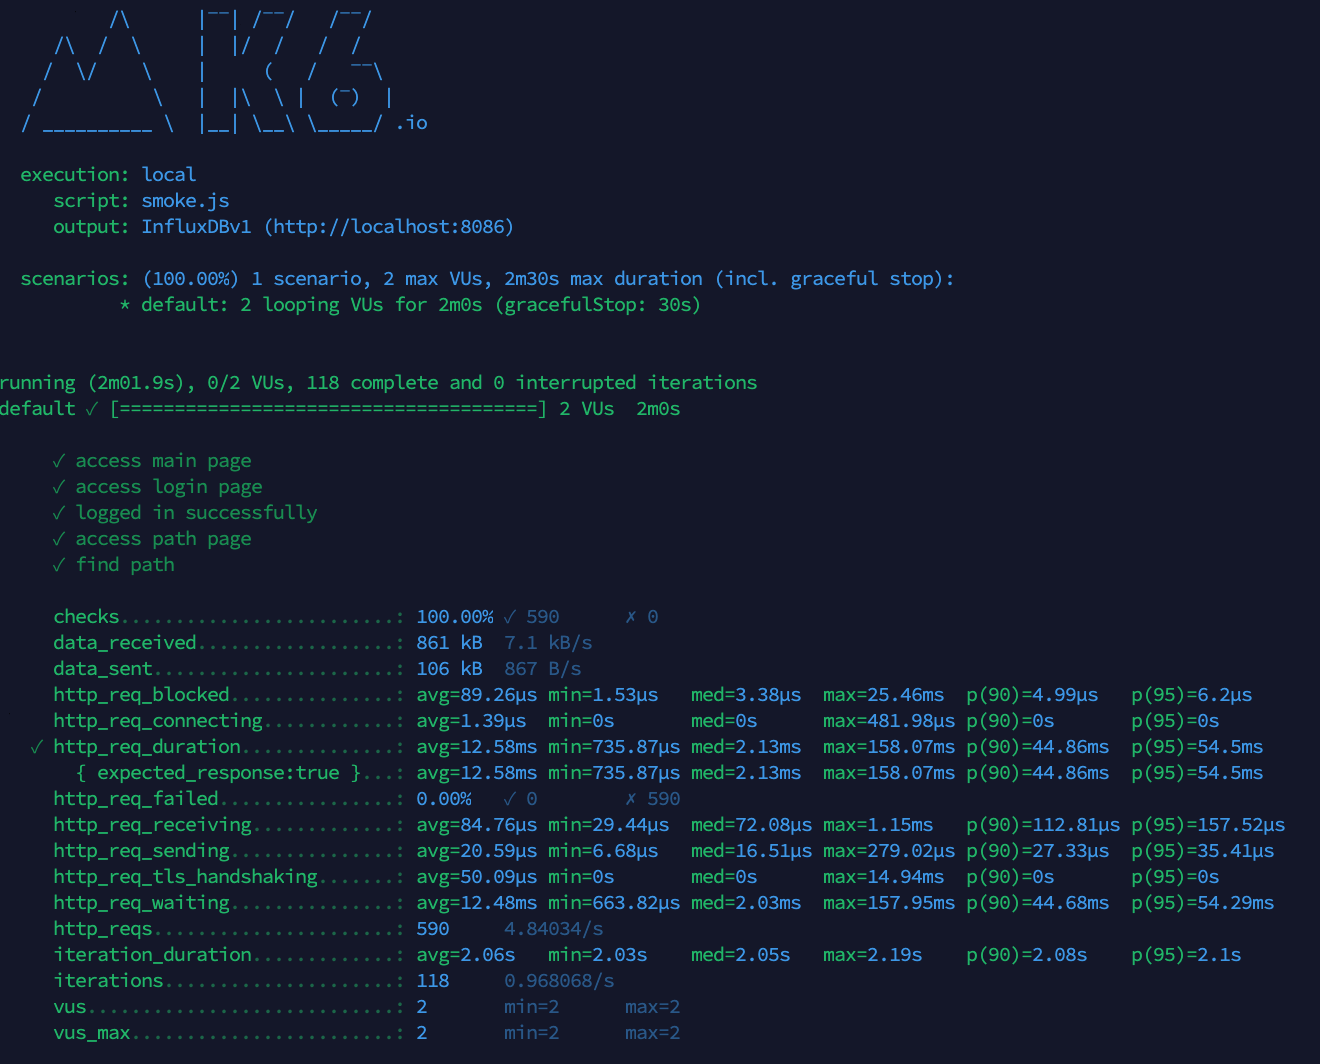 /\      |‾‾| /‾‾/   /‾‾/
     /\  /  \     |  |/  /   /  /
    /  \/    \    |     (   /   ‾‾\
   /          \   |  |\  \ |  (‾)  |
  / __________ \  |__| \__\ \_____/ .io
  execution: local
     script: smoke.js
     output: InfluxDBv1 (http://localhost:8086)
  scenarios: (100.00%) 1 scenario, 2 max VUs, 2m30s max duration (incl. graceful stop):
           * default: 2 looping VUs for 2m0s (gracefulStop: 30s)
running (2m01.9s), 0/2 VUs, 118 complete and 0 interrupted iterations
default ✓ [======================================] 2 VUs  2m0s
     ✓ access main page
     ✓ access login page
     ✓ logged in successfully
     ✓ access path page
     ✓ find path
     checks.........................: 100.00% ✓ 590      ✗ 0
     data_received..................: 861 kB  7.1 kB/s
     data_sent......................: 106 kB  867 B/s
     http_req_blocked...............: avg=89.26µs min=1.53µs   med=3.38µs  max=25.46ms  p(90)=4.99µs   p(95)=6.2µs
     http_req_connecting............: avg=1.39µs  min=0s       med=0s      max=481.98µs p(90)=0s       p(95)=0s
   ✓ http_req_duration..............: avg=12.58ms min=735.87µs med=2.13ms  max=158.07ms p(90)=44.86ms  p(95)=54.5ms
       { expected_response:true }...: avg=12.58ms min=735.87µs med=2.13ms  max=158.07ms p(90)=44.86ms  p(95)=54.5ms
     http_req_failed................: 0.00%   ✓ 0        ✗ 590
     http_req_receiving.............: avg=84.76µs min=29.44µs  med=72.08µs max=1.15ms   p(90)=112.81µs p(95)=157.52µs
     http_req_sending...............: avg=20.59µs min=6.68µs   med=16.51µs max=279.02µs p(90)=27.33µs  p(95)=35.41µs
     http_req_tls_handshaking.......: avg=50.09µs min=0s       med=0s      max=14.94ms  p(90)=0s       p(95)=0s
     http_req_waiting...............: avg=12.48ms min=663.82µs med=2.03ms  max=157.95ms p(90)=44.68ms  p(95)=54.29ms
     http_reqs......................: 590     4.84034/s
     iteration_duration.............: avg=2.06s   min=2.03s    med=2.05s   max=2.19s    p(90)=2.08s    p(95)=2.1s
     iterations.....................: 118     0.968068/s
     vus............................: 2       min=2      max=2
     vus_max........................: 2       min=2      max=2